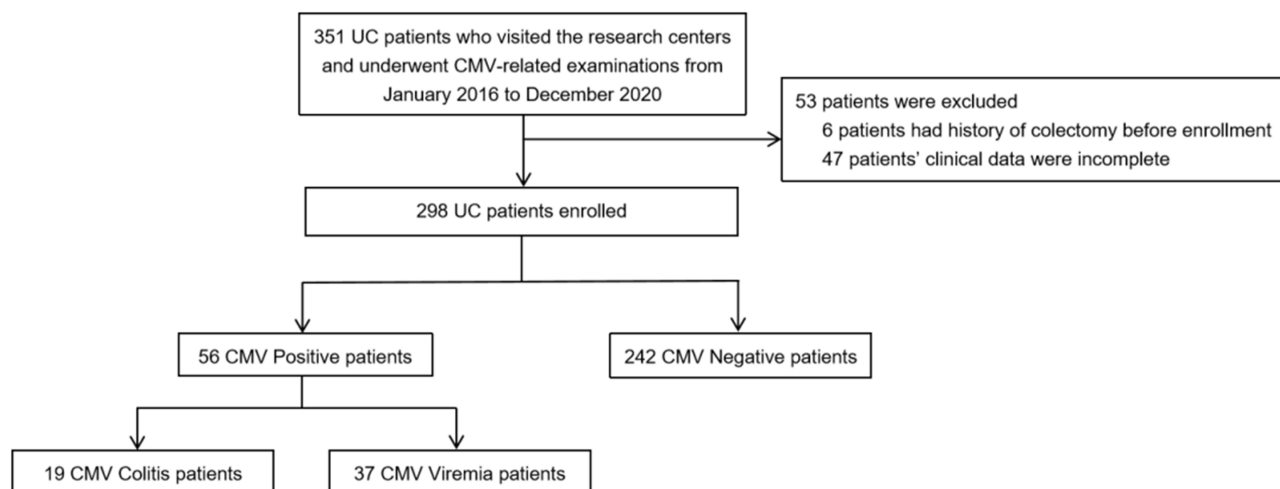 351 UC patients who visited the research centers
and underwent CMV-related examinations from
January 2016 to December 2020
53 patients were excluded
6 patients had history of colectomy before enrollment
47 patients’ clinical data were incomplete
298 UC patients enrolled
56 CMV Positive patients
242 CMV Negative patients
19 CMV Colitis patients
37 CMV Viremia patients